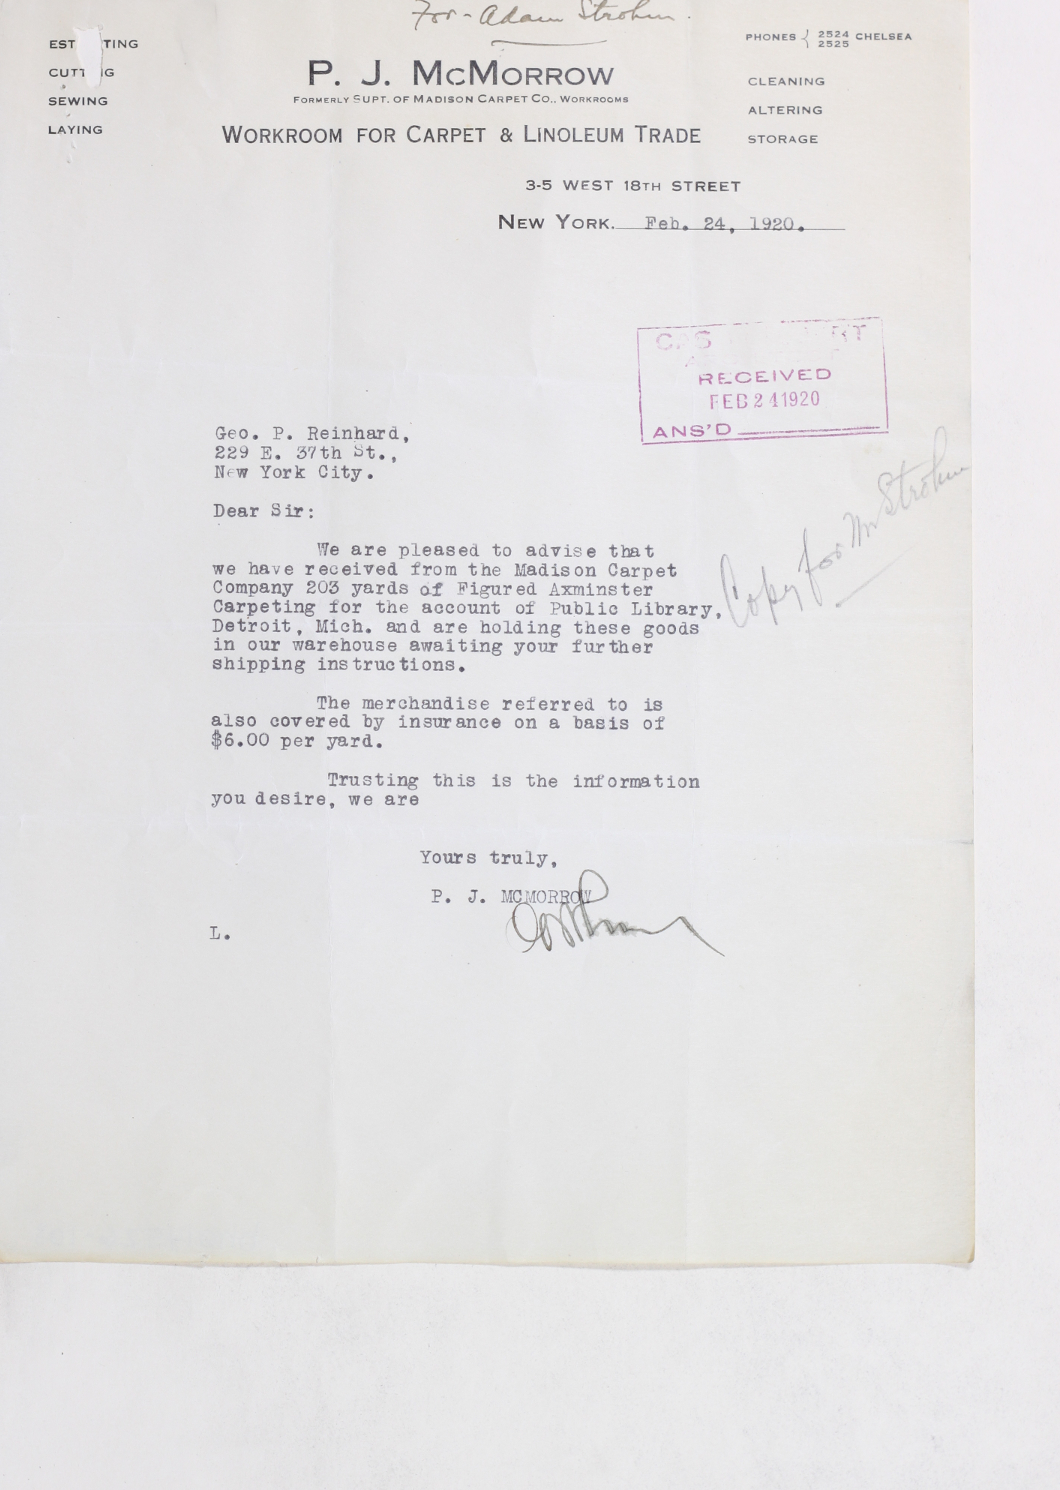 For - Adam Strohm.
EST TING
CUTT G
SEWING
LAYING
P. J. McMORROW
FORMERLY SUPT. OF MADISON CARPET CO., WORKROOMS
WORKROOM FOR CARPET & LINOLEUM TRADE
PHONES { 2524 2525 CHELSEA
CLEANING
ALTERING
STORAGE
3-5 WEST 18TH STREET
NEW YORK. Feb. 24, 1920.
RECEIVED
FEB 24 1920
ANS'D
Geo. P. Reinhard,
229 E. 37th St.,
New York City.
Copy for Mr Strohm
Dear Sir:
We are pleased to advise that
we have received from the Madison Carpet
Company 203 yards of Figured Axminster
Carpeting for the account of Public Library,
Detroit, Mich. and are holding these goods
in our warehouse awaiting your further
shipping instructions.
The merchandise referred to is
also covered by insurance on a basis of
$6.00 per yard.
Trusting this is the information
you desire, we are
Yours truly,
P. J. MCMORROW
L.